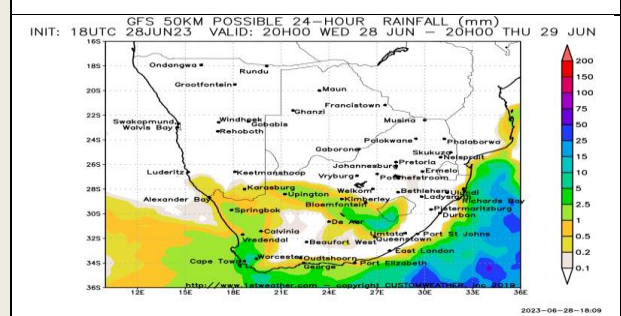 GFS 50KM POSSIBLE 24-HOUR RAINFALL (mm)
INIT: 18UTC 28JUN23 VALID: 20H00 WED 28 JUN - 20H00 THU 29 JUN
16S
Ondangwa
Rundu
200
18S
Grootfontein
150
20S
Maun
Francistown
100
Ghanzi
22S
Windhoek
Gobabis
Musina
75
Swakopmund
Walvis Bay
Rehoboth
50
24S
Polokwane
Phalaborwa
Gaborone
Skukuza
25
Pretoria
Nelspruit
26S
Johannesburg
15
Luderitz
Keetmanshoop
Vryburg
Potchefstroom
Ermelo
10
28S
Karasburg
Upington
Welkom
Bethlehem
Ulundi
5
Alexander Bay
Kimberley
Ladysmith
Richards Bay
Bloemfontein
2.5
30S
Springbok
Pietermaritzburg
De Aar
Durban
1
Calvinia
Umtata
Port St Johns
0.5
32S
Vredendal
Beaufort West
Queenstown
East London
0.2
Cape Town
Worcester
Oudtshoorn
34S
George
Port Elizabeth
0.1
http://www.1stweather.com - copyright CUSTOMWEATHER, inc 2019
36S
12E 15E 18E 21E 24E 27E 30E 33E 36E
2023-06-28-18:09